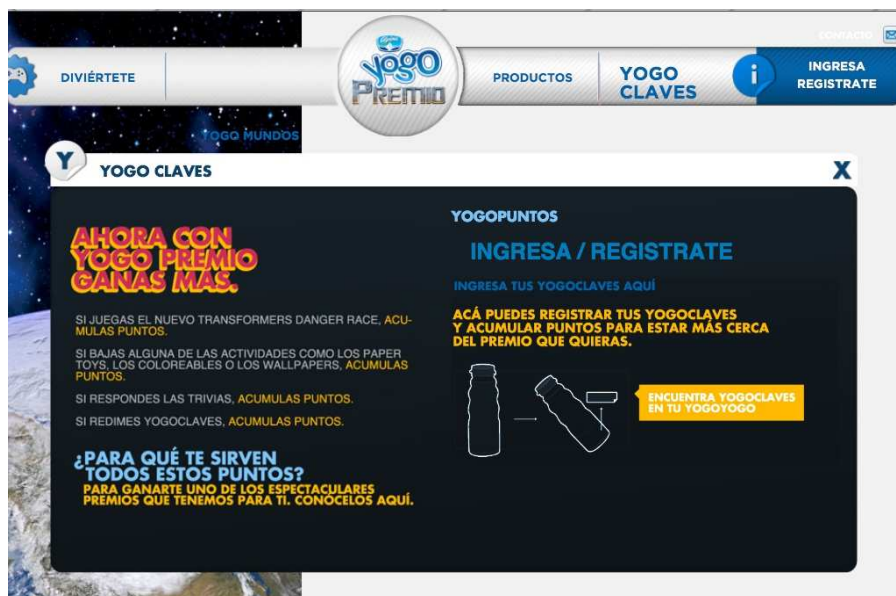 CONTACTO
DIVIÉRTETE
yogo
PREMIO
PRODUCTOS
YOGO
CLAVES
i
INGRESA
REGISTRATE
YOGO MUNDOS
Y
YOGO CLAVES
X
AHORA CON
YOGO PREMIO
GANAS MÁS.
SI JUEGAS EL NUEVO TRANSFORMERS DANGER RACE, ACU-
MULAS PUNTOS.
SI BAJAS ALGUNA DE LAS ACTIVIDADES COMO LOS PAPER
TOYS, LOS COLOREABLES O LOS WALLPAPERS, ACUMULAS
PUNTOS.
SI RESPONDES LAS TRIVIAS, ACUMULAS PUNTOS.
SI REDIMES YOGOCLAVES, ACUMULAS PUNTOS.
¿PARA QUÉ TE SIRVEN
TODOS ESTOS PUNTOS?
PARA GANARTE UNO DE LOS ESPECTACULARES
PREMIOS QUE TENEMOS PARA TI. CONÓCELOS AQUÍ.
YOGOPUNTOS
INGRESA / REGISTRATE
INGRESA TUS YOGOCLAVES AQUÍ
ACÁ PUEDES REGISTRAR TUS YOGOCLAVES
Y ACUMULAR PUNTOS PARA ESTAR MÁS CERCA
DEL PREMIO QUE QUIERAS.
ENCUENTRA YOGOCLAVES
EN TU YOGOYOGO